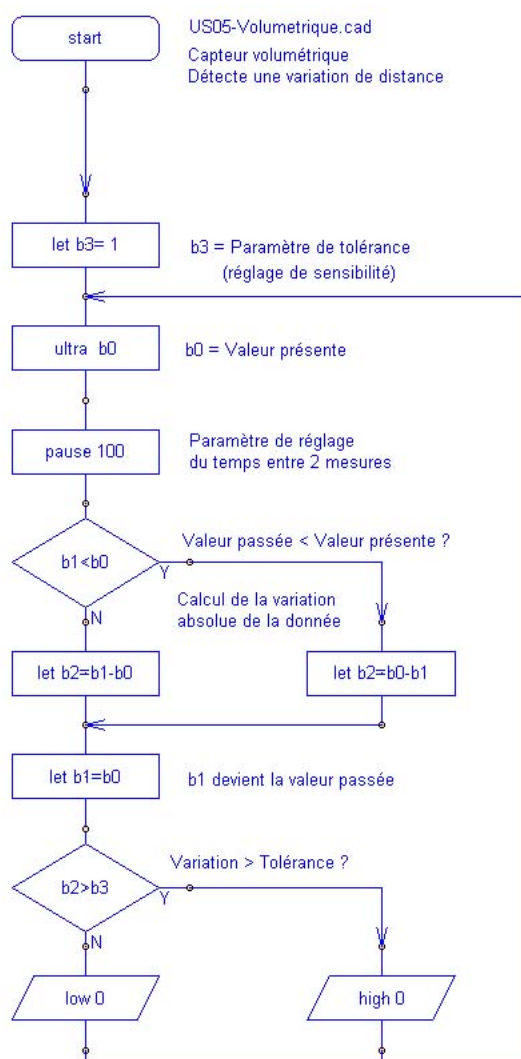 start
US05-Volumetrique.cad
Capteur volumétrique
Détecte une variation de distance
let b3= 1
b3 = Paramètre de tolérance
(réglage de sensibilité)
ultra b0
b0 = Valeur présente
pause 100
Paramètre de réglage
du temps entre 2 mesures
b1<b0
Valeur passée < Valeur présente ?
Y
N
Calcul de la variation
absolue de la donnée
let b2=b1-b0
let b2=b0-b1
let b1=b0
b1 devient la valeur passée
b2>b3
Variation > Tolérance ?
Y
N
low 0
high 0